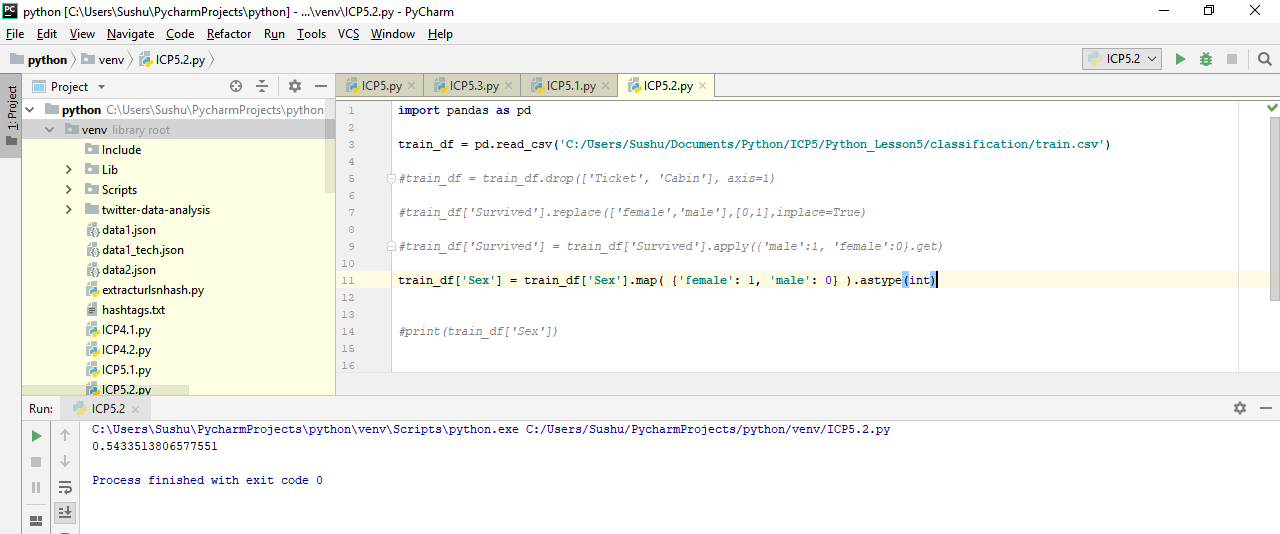 python [C:\Users\Sushu\PycharmProjects\python] - ...\venv\ICP5.2.py - PyCharm
File Edit View Navigate Code Refactor Run Tools VCS Window Help
python venv ICP5.2.py ICP5.2
1: Project
Project
ICP5.py ICP5.3.py ICP5.1.py ICP5.2.py
python C:\Users\Sushu\PycharmProjects\python
venv library root
Include
Lib
Scripts
twitter-data-analysis
data1.json
data1_tech.json
data2.json
extracturlsnhash.py
hashtags.txt
ICP4.1.py
ICP4.2.py
ICP5.1.py
ICP5.2.py
1 import pandas as pd
2
3 train_df = pd.read_csv('C:/Users/Sushu/Documents/Python/ICP5/Python_Lesson5/classification/train.csv')
4
5 #train_df = train_df.drop(['Ticket', 'Cabin'], axis=1)
6
7 #train_df['Survived'].replace(['female','male'],[0,1],inplace=True)
8
9 #train_df['Survived'] = train_df['Survived'].apply({'male':1, 'female':0}.get)
10
11 train_df['Sex'] = train_df['Sex'].map( {'female': 1, 'male': 0} ).astype(int)
12
13
14 #print(train_df['Sex'])
15
16
Run: ICP5.2
C:\Users\Sushu\PycharmProjects\python\venv\Scripts\python.exe C:/Users/Sushu/PycharmProjects/python/venv/ICP5.2.py
0.5433513806577551
Process finished with exit code 0